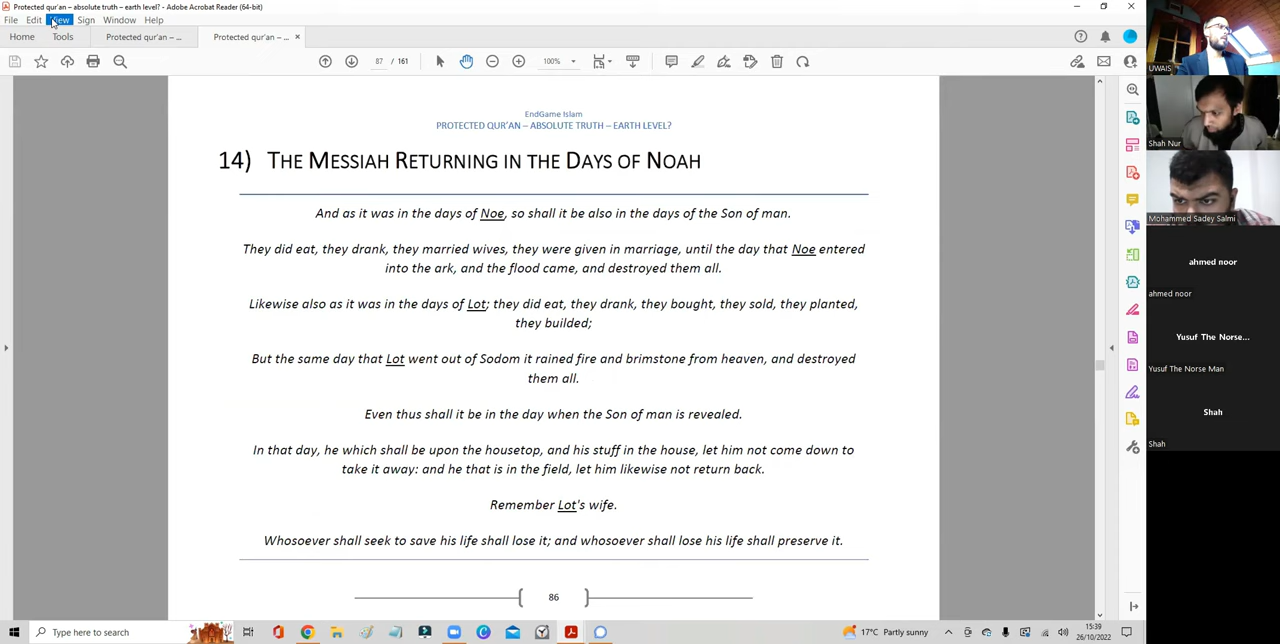 Protected qur'an – absolute truth – earth level? - Adobe Acrobat Reader (64-bit)
File Edit View Sign Window Help
Home Tools Protected qur'an – ... Protected qur'an – ... ×
87 / 161 100%
EndGame Islam
PROTECTED QUR'AN – ABSOLUTE TRUTH – EARTH LEVEL?
14) THE MESSIAH RETURNING IN THE DAYS OF NOAH
And as it was in the days of Noe, so shall it be also in the days of the Son of man.
They did eat, they drank, they married wives, they were given in marriage, until the day that Noe entered
into the ark, and the flood came, and destroyed them all.
Likewise also as it was in the days of Lot; they did eat, they drank, they bought, they sold, they planted,
they builded;
But the same day that Lot went out of Sodom it rained fire and brimstone from heaven, and destroyed
them all.
Even thus shall it be in the day when the Son of man is revealed.
In that day, he which shall be upon the housetop, and his stuff in the house, let him not come down to
take it away: and he that is in the field, let him likewise not return back.
Remember Lot's wife.
Whosoever shall seek to save his life shall lose it; and whosoever shall lose his life shall preserve it.
86
UWAIS
Shah Nur
Mohammed Sadey Salmi
ahmed noor
ahmed noor
Yusuf The Norse...
Yusuf The Norse Man
Shah
Shah
Type here to search
17°C Partly sunny
15:39
26/10/2022